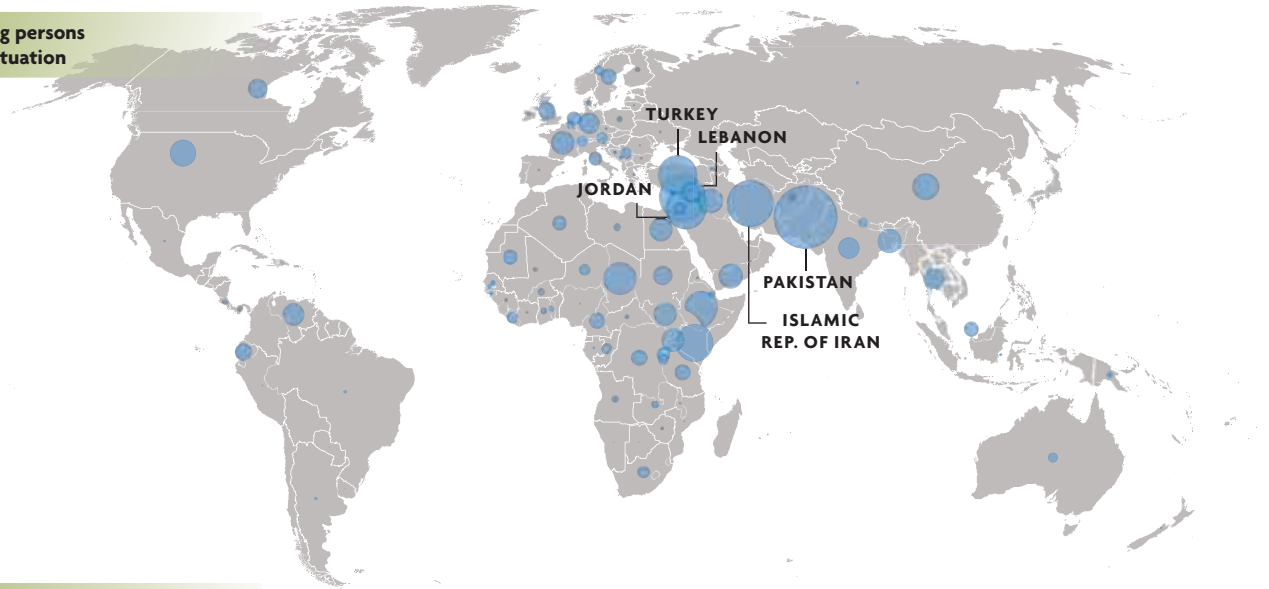 g persons
tuation
TURKEY
LEBANON
JORDAN
PAKISTAN
ISLAMIC
REP. OF IRAN